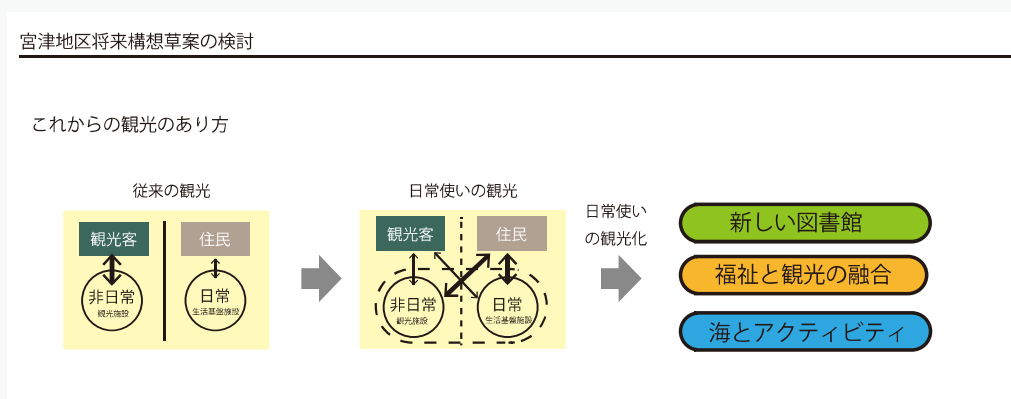 宮津地区将来構想草案の検討
これからの観光のあり方
従来の観光
観光客
住民
非日常
観光施設
日常
生活基盤施設
日常使いの観光
観光客
住民
非日常
観光施設
日常
生活基盤施設
日常使い
の観光化
新しい図書館
福祉と観光の融合
海とアクティビティ